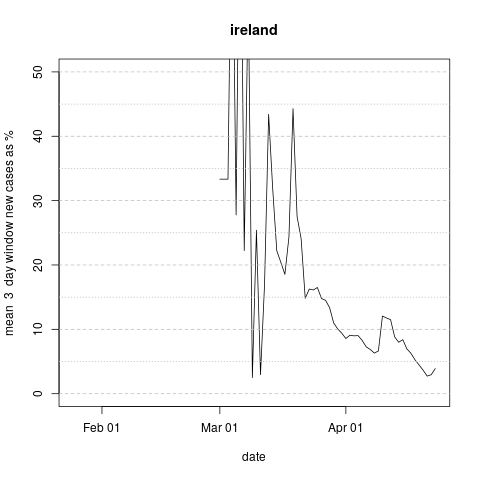 ireland
mean 3 day window new cases as %
50
40
30
20
10
0
Feb 01
Mar 01
Apr 01
date